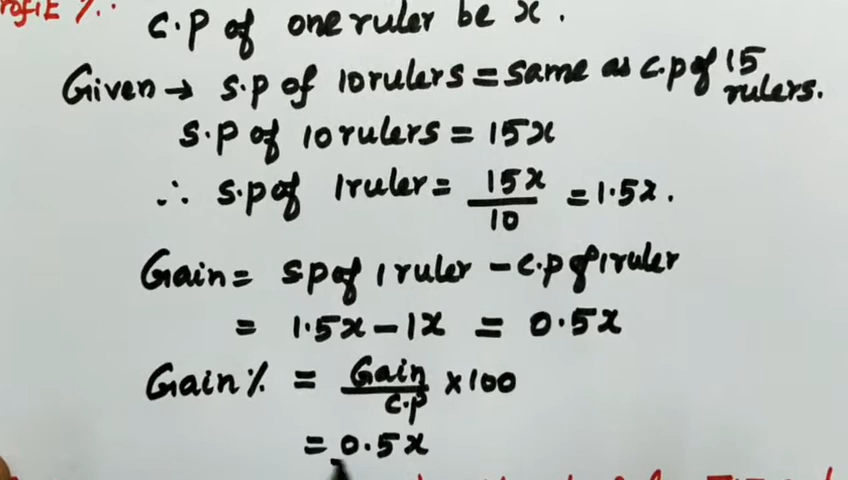 C.P of one ruler be x.
Given → S.P of 10 rulers = same as C.P of 15 rulers.
S.P of 10 rulers = 15x
∴ S.P of 1 ruler = 15x/10 = 1.5x.
Gain = S.P of 1 ruler - C.P of 1 ruler
= 1.5x - 1x = 0.5x
Gain % = Gain/C.P × 100
= 0.5x